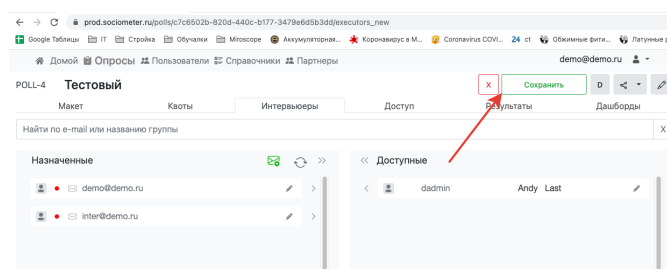 prod.sociometer.ru/polls/c7c6502b-820d-440c-b177-3479e6d5b3dd/executors_new
Google Таблицы IT Стройка Обучалки Miroscope Аккумуляторная... Коронавирус в М... Coronavirus COVI... 24 ct Обжимные фити... Латунные
Домой Опросы Пользователи Справочники Партнеры demo@demo.ru
POLL-4 Тестовый X Сохранить D
Макет Квоты Интервьюеры Доступ Результаты Дашборды
Найти по e-mail или названию группы X
Назначенные Доступные
demo@demo.ru dadmin Andy Last
inter@demo.ru